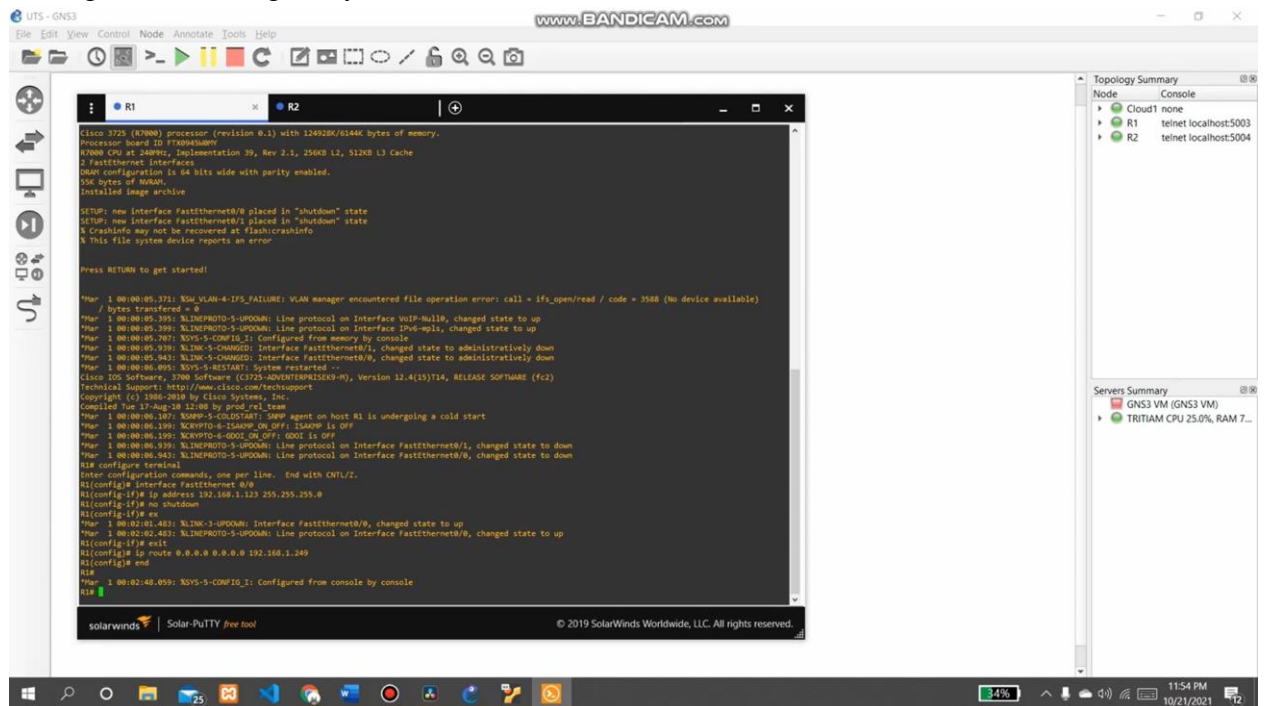 UTS - GNS3
www.BANDICAM.com
File Edit View Control Node Annotate Tools Help
R1
R2
Cisco 3725 (R7000) processor (revision 0.1) with 124928K/6144K bytes of memory.
Processor board ID FTX0945W0MY
R7000 CPU at 240MHz, Implementation 39, Rev 2.1, 256KB L2, 512KB L3 Cache
2 FastEthernet interfaces
DRAM configuration is 64 bits wide with parity enabled.
55K bytes of NVRAM.
Installed image archive
SETUP: new interface FastEthernet0/0 placed in "shutdown" state
SETUP: new interface FastEthernet0/1 placed in "shutdown" state
% Crashinfo may not be recovered at flash:crashinfo
% This file system device reports an error
Press RETURN to get started!
*Mar 1 00:00:05.371: %SW_VLAN-4-IFS_FAILURE: VLAN manager encountered file operation error: call = ifs_open/read / code = 3588 (No device available)
/ bytes transfered = 0
*Mar 1 00:00:05.395: %LINEPROTO-5-UPDOWN: Line protocol on Interface VoIP-Null0, changed state to up
*Mar 1 00:00:05.399: %LINEPROTO-5-UPDOWN: Line protocol on Interface IPv6-mpls, changed state to up
*Mar 1 00:00:05.707: %SYS-5-CONFIG_I: Configured from memory by console
*Mar 1 00:00:05.939: %LINK-5-CHANGED: Interface FastEthernet0/1, changed state to administratively down
*Mar 1 00:00:05.943: %LINK-5-CHANGED: Interface FastEthernet0/0, changed state to administratively down
*Mar 1 00:00:06.095: %SYS-5-RESTART: System restarted --
Cisco IOS Software, 3700 Software (C3725-ADVENTERPRISEK9-M), Version 12.4(15)T14, RELEASE SOFTWARE (fc2)
Technical Support: http://www.cisco.com/techsupport
Copyright (c) 1986-2010 by Cisco Systems, Inc.
Compiled Tue 17-Aug-10 12:08 by prod_rel_team
*Mar 1 00:00:06.107: %SNMP-5-COLDSTART: SNMP agent on host R1 is undergoing a cold start
*Mar 1 00:00:06.199: %CRYPTO-6-ISAKMP_ON_OFF: ISAKMP is OFF
*Mar 1 00:00:06.199: %CRYPTO-6-GDOI_ON_OFF: GDOI is OFF
*Mar 1 00:00:06.939: %LINEPROTO-5-UPDOWN: Line protocol on Interface FastEthernet0/1, changed state to down
*Mar 1 00:00:06.943: %LINEPROTO-5-UPDOWN: Line protocol on Interface FastEthernet0/0, changed state to down
R1# configure terminal
Enter configuration commands, one per line. End with CNTL/Z.
R1(config)# interface FastEthernet 0/0
R1(config-if)# ip address 192.168.1.123 255.255.255.0
R1(config-if)# no shutdown
R1(config-if)# ex
*Mar 1 00:02:01.483: %LINK-3-UPDOWN: Interface FastEthernet0/0, changed state to up
*Mar 1 00:02:02.483: %LINEPROTO-5-UPDOWN: Line protocol on Interface FastEthernet0/0, changed state to up
R1(config-if)# exit
R1(config)# ip route 0.0.0.0 0.0.0.0 192.168.1.249
R1(config)# end
R1#
*Mar 1 00:02:48.059: %SYS-5-CONFIG_I: Configured from console by console
R1#
solarwinds Solar-PuTTY free tool
© 2019 SolarWinds Worldwide, LLC. All rights reserved.
Topology Summary
Node Console
Cloud1 none
R1 telnet localhost:5003
R2 telnet localhost:5004
Servers Summary
GNS3 VM (GNS3 VM)
TRITIAM CPU 25.0%, RAM 7...
25
34%
11:54 PM
10/21/2021
12